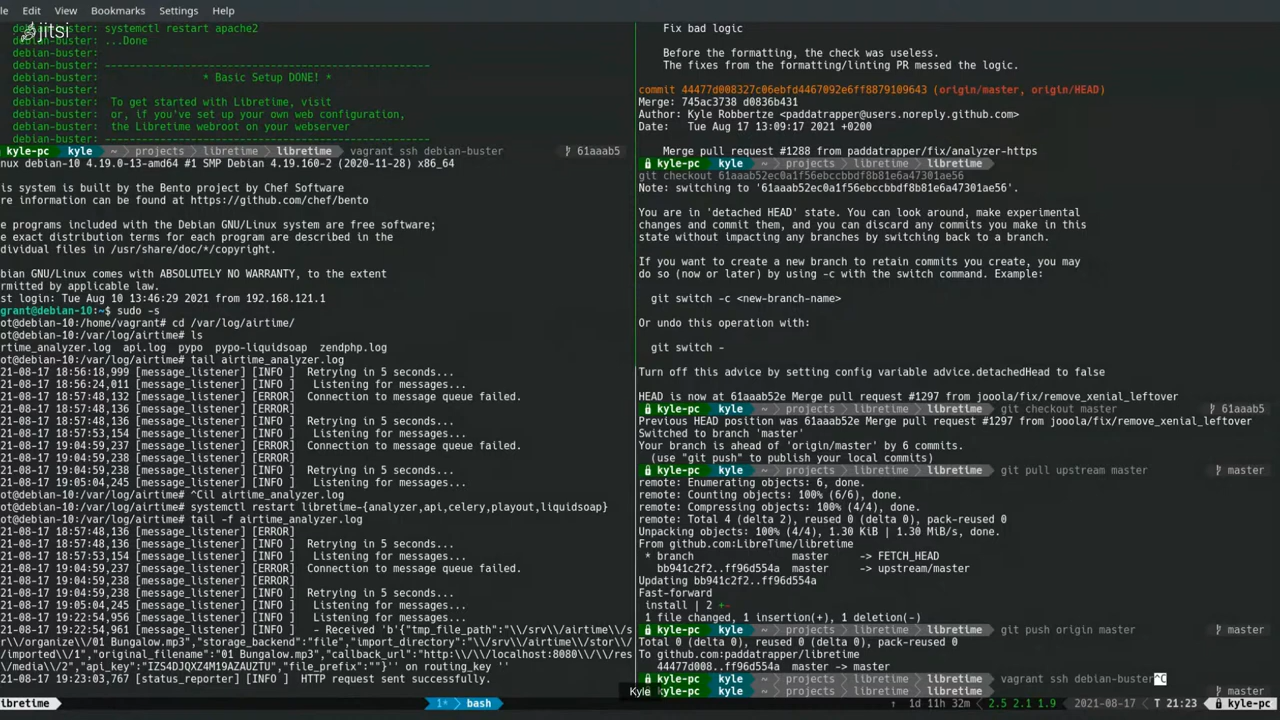 le Edit View Bookmarks Settings Help
jitsi
debian-buster: systemctl restart apache2
debian-buster: ...Done
debian-buster:
debian-buster: -----------------------------------------------------
debian-buster: * Basic Setup DONE! *
debian-buster:
debian-buster: To get started with Libretime, visit
debian-buster: or, if you've set up your own web configuration,
debian-buster: the Libretime webroot on your webserver
debian-buster: -----------------------------------------------------
kyle-pc kyle ~ projects libretime libretime vagrant ssh debian-buster 61aaab5
nux debian-10 4.19.0-13-amd64 #1 SMP Debian 4.19.160-2 (2020-11-28) x86_64
is system is built by the Bento project by Chef Software
re information can be found at https://github.com/chef/bento
e programs included with the Debian GNU/Linux system are free software;
e exact distribution terms for each program are described in the
dividual files in /usr/share/doc/*/copyright.
bian GNU/Linux comes with ABSOLUTELY NO WARRANTY, to the extent
rmitted by applicable law.
st login: Tue Aug 10 13:46:29 2021 from 192.168.121.1
grant@debian-10:~$ sudo -s
ot@debian-10:/home/vagrant# cd /var/log/airtime/
ot@debian-10:/var/log/airtime# ls
rtime_analyzer.log api.log pypo pypo-liquidsoap zendphp.log
ot@debian-10:/var/log/airtime# tail airtime_analyzer.log
21-08-17 18:56:18,999 [message_listener] [INFO ] Retrying in 5 seconds...
21-08-17 18:56:24,011 [message_listener] [INFO ] Listening for messages...
21-08-17 18:57:48,132 [message_listener] [ERROR] Connection to message queue failed.
21-08-17 18:57:48,136 [message_listener] [ERROR]
21-08-17 18:57:48,136 [message_listener] [INFO ] Retrying in 5 seconds...
21-08-17 18:57:53,154 [message_listener] [INFO ] Listening for messages...
21-08-17 19:04:59,237 [message_listener] [ERROR] Connection to message queue failed.
21-08-17 19:04:59,238 [message_listener] [ERROR]
21-08-17 19:04:59,238 [message_listener] [INFO ] Retrying in 5 seconds...
21-08-17 19:05:04,245 [message_listener] [INFO ] Listening for messages...
ot@debian-10:/var/log/airtime# ^Cil airtime_analyzer.log
ot@debian-10:/var/log/airtime# systemctl restart libretime-{analyzer,api,celery,playout,liquidsoap}
ot@debian-10:/var/log/airtime# tail -f airtime_analyzer.log
21-08-17 18:57:48,136 [message_listener] [ERROR]
21-08-17 18:57:48,136 [message_listener] [INFO ] Retrying in 5 seconds...
21-08-17 18:57:53,154 [message_listener] [INFO ] Listening for messages...
21-08-17 19:04:59,237 [message_listener] [ERROR] Connection to message queue failed.
21-08-17 19:04:59,238 [message_listener] [ERROR]
21-08-17 19:04:59,238 [message_listener] [INFO ] Retrying in 5 seconds...
21-08-17 19:05:04,245 [message_listener] [INFO ] Listening for messages...
21-08-17 19:22:54,956 [message_listener] [INFO ] Listening for messages...
21-08-17 19:22:54,961 [message_listener] [INFO ] - Received 'b'{"tmp_file_path":"\\/srv\\/airtime\\/s
r\\/organize\\/01 Bungalow.mp3","storage_backend":"file","import_directory":"\\/srv\\/airtime\\/stor\\/
/imported\\/1","original_filename":"01 Bungalow.mp3","callback_url":"http:\\/\\/localhost:8080\\/\\/res
\\/media\\/2","api_key":"IZS4DJQXZ4M19AZAUZTU","file_prefix":""}'' on routing_key ''
21-08-17 19:23:03,767 [status_reporter] [INFO ] HTTP request sent successfully.
Fix bad logic
Before the formatting, the check was useless.
The fixes from the formatting/linting PR messed the logic.
commit 44477d008327c06ebfd4467092e6ff8879109643 (origin/master, origin/HEAD)
Merge: 745ac3738 d0836b431
Author: Kyle Robbertze <paddatrapper@users.noreply.github.com>
Date: Tue Aug 17 13:09:17 2021 +0200
Merge pull request #1288 from paddatrapper/fix/analyzer-https
kyle-pc kyle ~ projects libretime libretime
git checkout 61aaab52ec0a1f56ebccbbdf8b81e6a47301ae56
Note: switching to '61aaab52ec0a1f56ebccbbdf8b81e6a47301ae56'.
You are in 'detached HEAD' state. You can look around, make experimental
changes and commit them, and you can discard any commits you make in this
state without impacting any branches by switching back to a branch.
If you want to create a new branch to retain commits you create, you may
do so (now or later) by using -c with the switch command. Example:
git switch -c <new-branch-name>
Or undo this operation with:
git switch -
Turn off this advice by setting config variable advice.detachedHead to false
HEAD is now at 61aaab52e Merge pull request #1297 from jooola/fix/remove_xenial_leftover
kyle-pc kyle ~ projects libretime libretime git checkout master 61aaab5
Previous HEAD position was 61aaab52e Merge pull request #1297 from jooola/fix/remove_xenial_leftover
Switched to branch 'master'
Your branch is ahead of 'origin/master' by 6 commits.
(use "git push" to publish your local commits)
kyle-pc kyle ~ projects libretime libretime git pull upstream master master
remote: Enumerating objects: 6, done.
remote: Counting objects: 100% (6/6), done.
remote: Compressing objects: 100% (4/4), done.
remote: Total 4 (delta 2), reused 0 (delta 0), pack-reused 0
Unpacking objects: 100% (4/4), 1.30 KiB | 1.30 MiB/s, done.
From github.com:LibreTime/libretime
* branch master -> FETCH_HEAD
bb941c2f2..ff96d554a master -> upstream/master
Updating bb941c2f2..ff96d554a
Fast-forward
install | 2 +-
1 file changed, 1 insertion(+), 1 deletion(-)
kyle-pc kyle ~ projects libretime libretime git push origin master master
Total 0 (delta 0), reused 0 (delta 0), pack-reused 0
To github.com:paddatrapper/libretime
44477d008..ff96d554a master -> master
kyle-pc kyle ~ projects libretime libretime vagrant ssh debian-buster^C
kyle-pc kyle ~ projects libretime libretime master
Kyle
ibretime 1* bash ↑ 1d 11h 32m 2.5 2.1 1.9 2021-08-17 T 21:23 kyle-pc